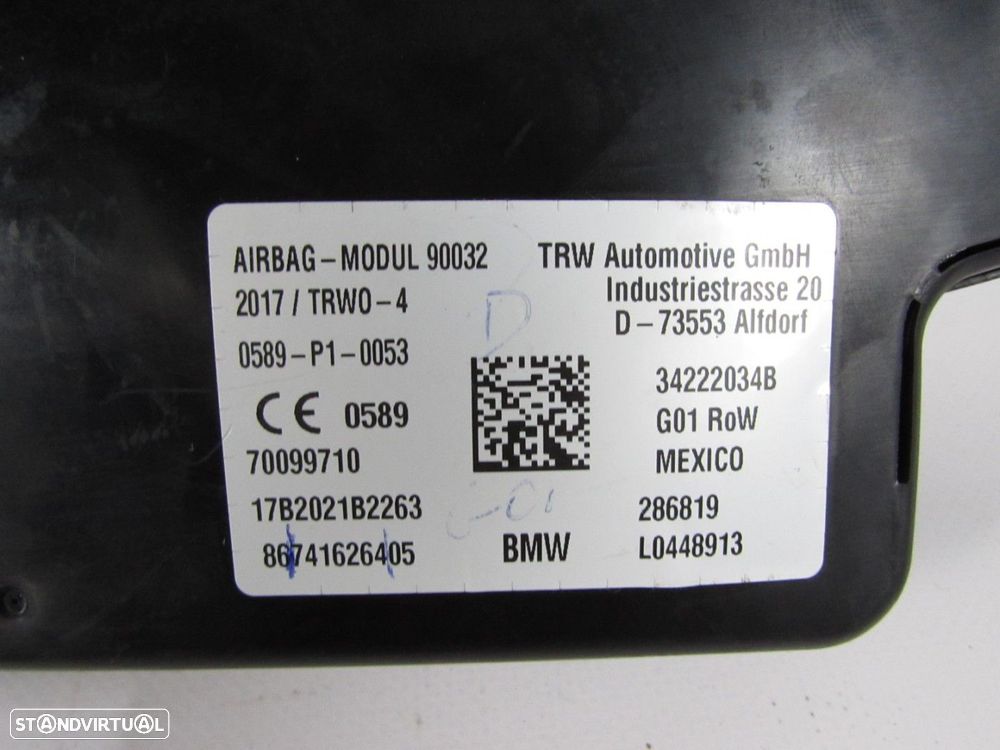 AIRBAG-MODUL 90032
2017 / TRWO-4
0589-P1-0053
CE 0589
70099710
17B2021B2263
86741626405
TRW Automotive GmbH
Industriestrasse 20
D-73553 Alfdorf
34222034B
G01 RoW
MEXICO
286819
BMW L0448913
D
STANDVIRTUAL